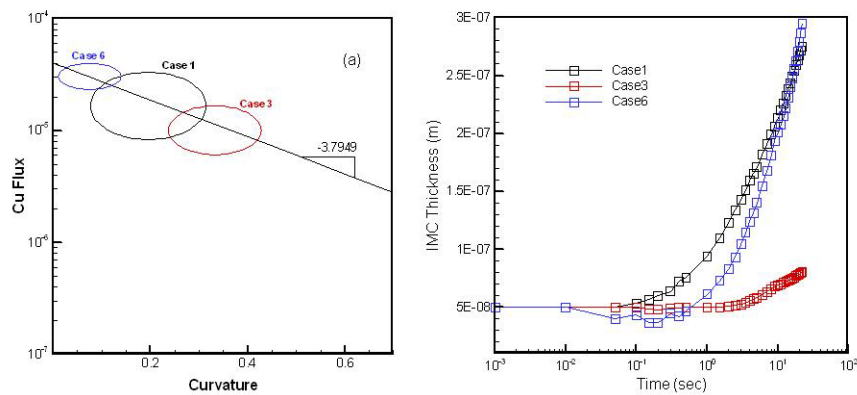 10⁻⁴
10⁻⁵
10⁻⁶
10⁻⁷
Cu Flux
Case 6
Case 1
Case 3
(a)
-3.7949
0.2
0.4
0.6
Curvature
3E-07
2.5E-07
2E-07
1.5E-07
1E-07
5E-08
IMC Thickness (m)
Case1
Case3
Case6
10⁻³
10⁻²
10⁻¹
10⁰
10¹
10²
Time (sec)